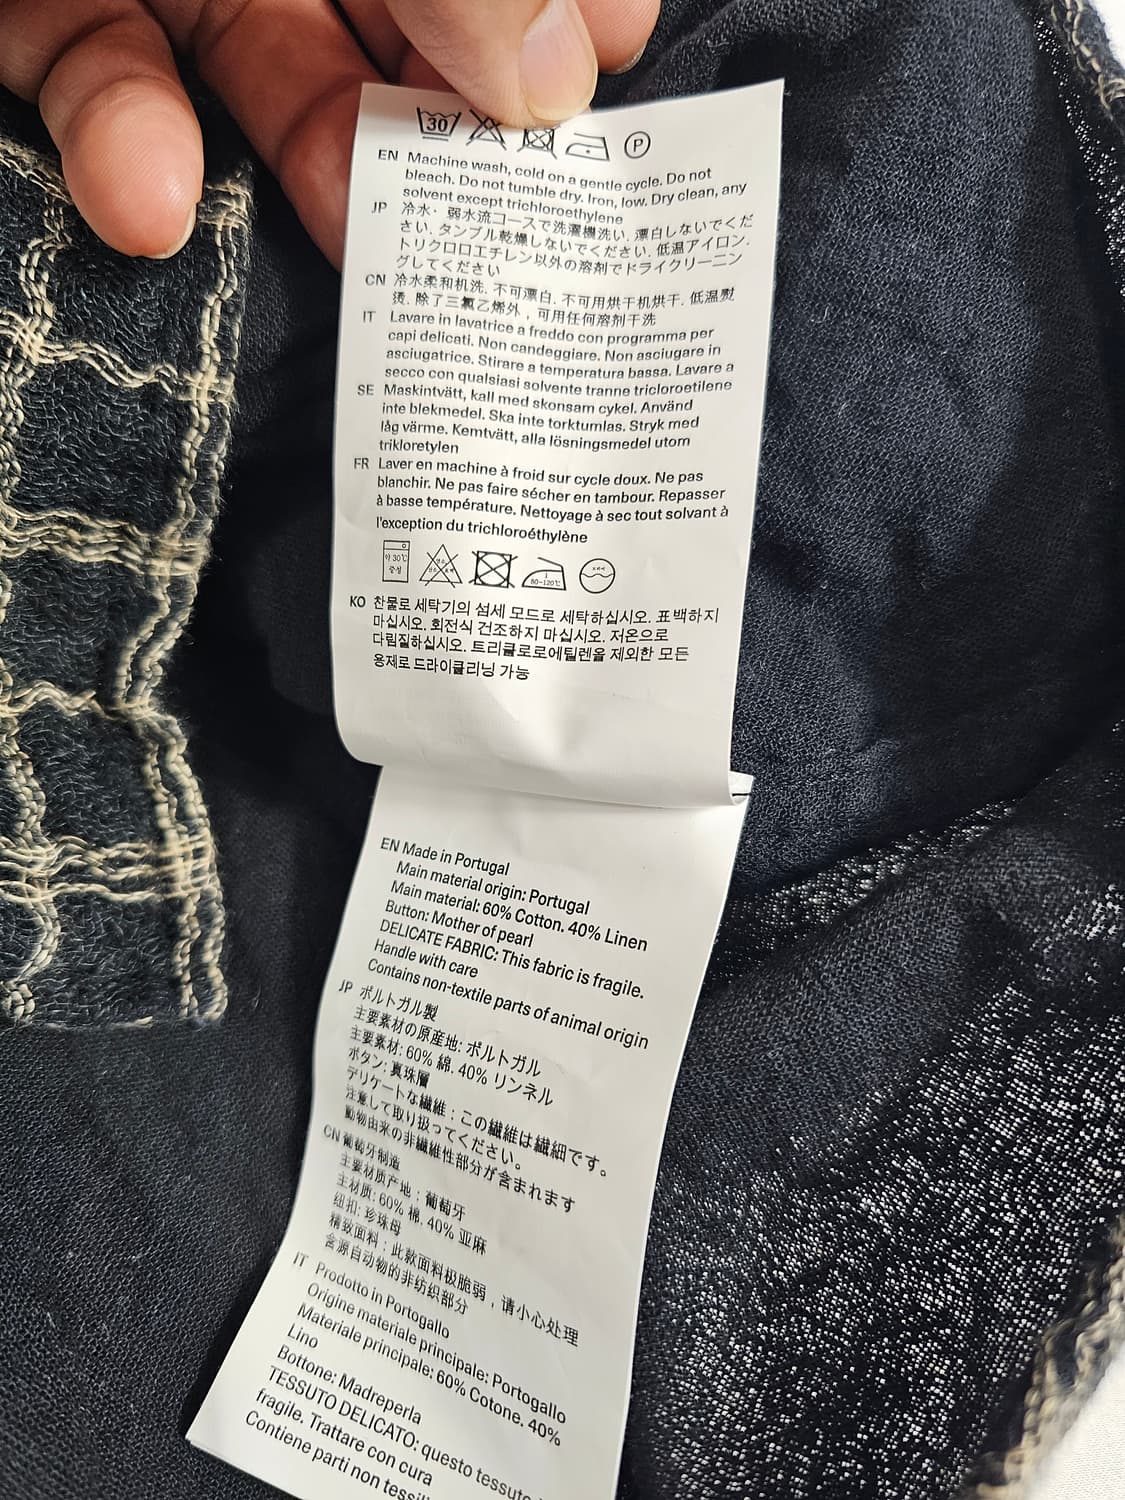 30 P
EN Machine wash, cold on a gentle cycle. Do not
bleach. Do not tumble dry. Iron, low. Dry clean, any
solvent except trichloroethylene
JP 冷水・弱水流コースで洗濯機洗い. 漂白しないでくだ
さい. タンブル乾燥しないでください. 低温アイロン.
トリクロロエチレン以外の溶剤でドライクリーニン
グしてください
CN 冷水柔和机洗. 不可漂白. 不可用烘干机烘干. 低温熨
烫. 除了三氯乙烯外，可用任何溶剂干洗
IT Lavare in lavatrice a freddo con programma per
capi delicati. Non candeggiare. Non asciugare in
asciugatrice. Stirare a temperatura bassa. Lavare a
secco con qualsiasi solvente tranne tricloroetilene
SE Maskintvätt, kall med skonsam cykel. Använd
inte blekmedel. Ska inte torktumlas. Stryk med
låg värme. Kemtvätt, alla lösningsmedel utom
trikloretylen
FR Laver en machine à froid sur cycle doux. Ne pas
blanchir. Ne pas faire sécher en tambour. Repasser
à basse température. Nettoyage à sec tout solvant à
l'exception du trichloroéthylène
약 30℃
중성
80~120℃
KO 찬물로 세탁기의 섬세 모드로 세탁하십시오. 표백하지
마십시오. 회전식 건조하지 마십시오. 저온으로
다림질하십시오. 트리클로로에틸렌을 제외한 모든
용제로 드라이클리닝 가능
EN Made in Portugal
Main material origin: Portugal
Main material: 60% Cotton. 40% Linen
Button: Mother of pearl
DELICATE FABRIC: This fabric is fragile.
Handle with care
Contains non-textile parts of animal origin
JP ポルトガル製
主要素材の原産地: ポルトガル
主要素材: 60% 綿. 40% リンネル
ボタン: 真珠層
デリケートな繊維：この繊維は繊細です。
注意して取り扱ってください。
動物由来の非繊維性部分が含まれます
CN 葡萄牙制造
主要材质产地：葡萄牙
主材质: 60% 棉. 40% 亚麻
纽扣: 珍珠母
精致面料：此款面料极脆弱，请小心处理
含源自动物的非纺织部分
IT Prodotto in Portogallo
Origine materiale principale: Portogallo
Materiale principale: 60% Cotone. 40%
Lino
Bottone: Madreperla
TESSUTO DELICATO: questo tessuto
fragile. Trattare con cura
Contiene parti non tessili